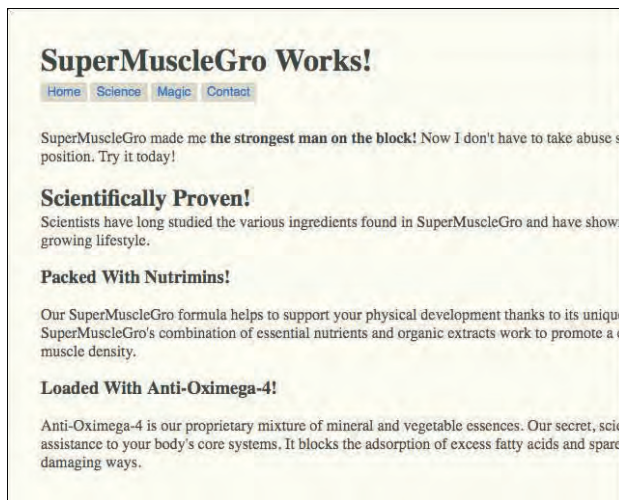 SuperMuscleGro Works!
Home Science Magic Contact
SuperMuscleGro made me the strongest man on the block! Now I don't have to take abuse
position. Try it today!
Scientifically Proven!
Scientists have long studied the various ingredients found in SuperMuscleGro and have
growing lifestyle.
Packed With Nutrimins!
Our SuperMuscleGro formula helps to support your physical development thanks to its
SuperMuscleGro's combination of essential nutrients and organic extracts work to promote a
muscle density.
Loaded With Anti-Oximega-4!
Anti-Oximega-4 is our proprietary mixture of mineral and vegetable essences. Our secret,
assistance to your body's core systems. It blocks the adsorption of excess fatty acids and
damaging ways.